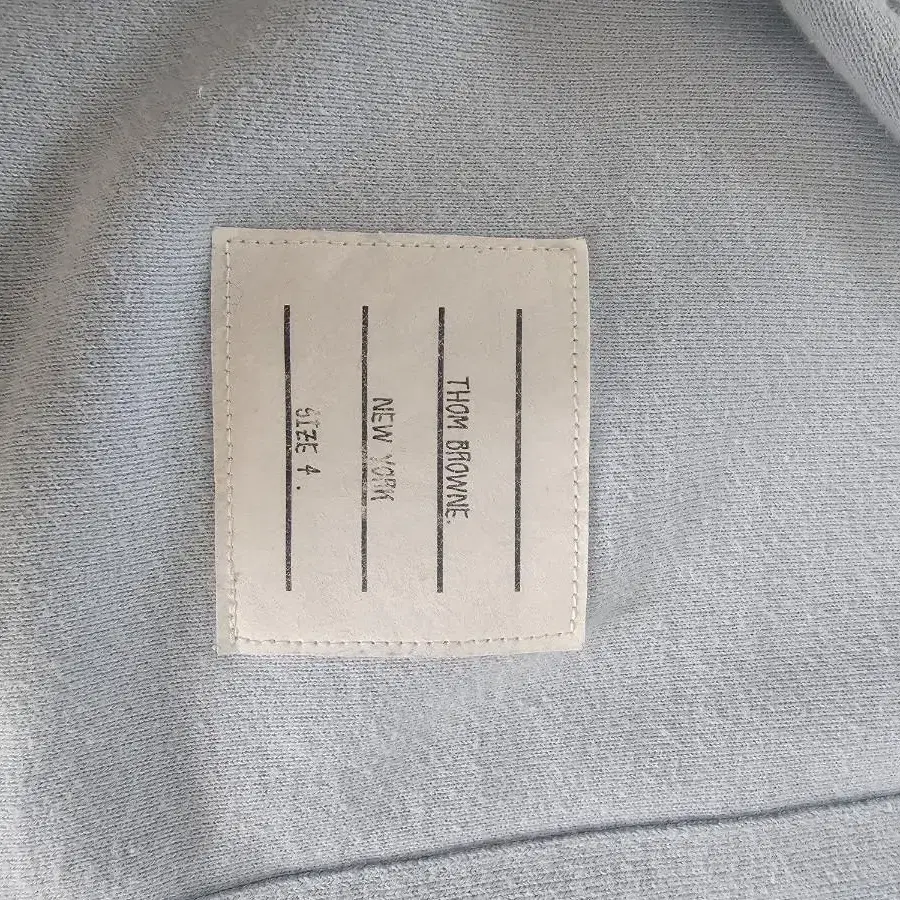 THOM BROWNE.
NEW YORK
SIZE 4.